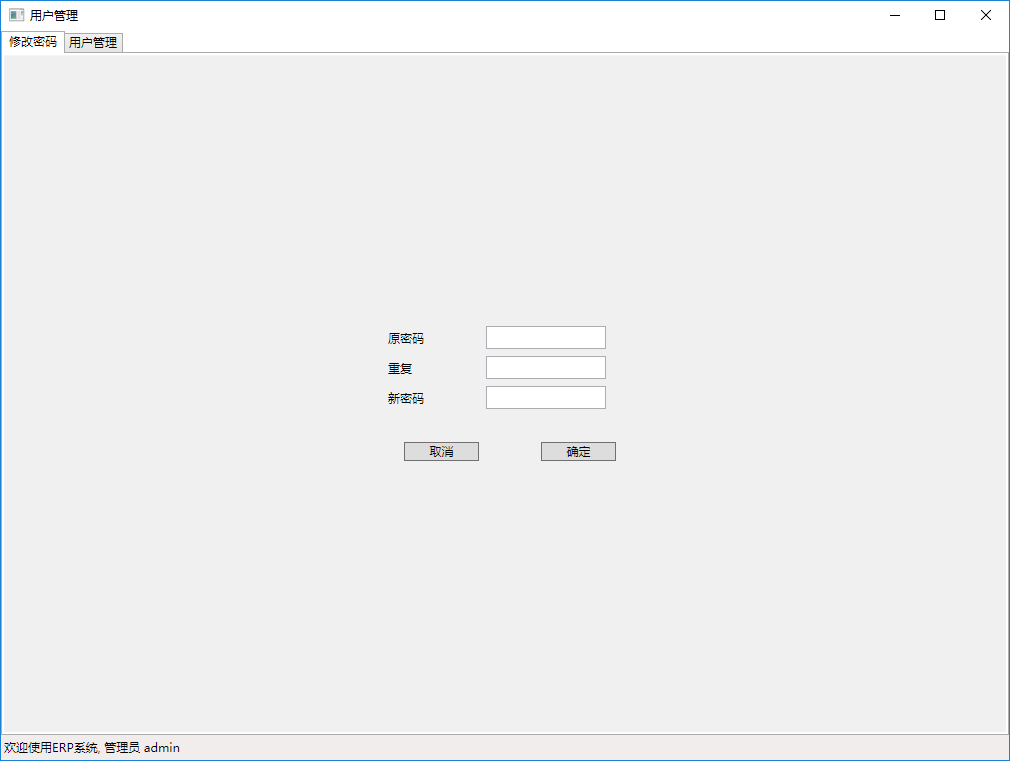 用户管理
修改密码 用户管理
原密码
重复
新密码
取消 确定
欢迎使用ERP系统, 管理员 admin